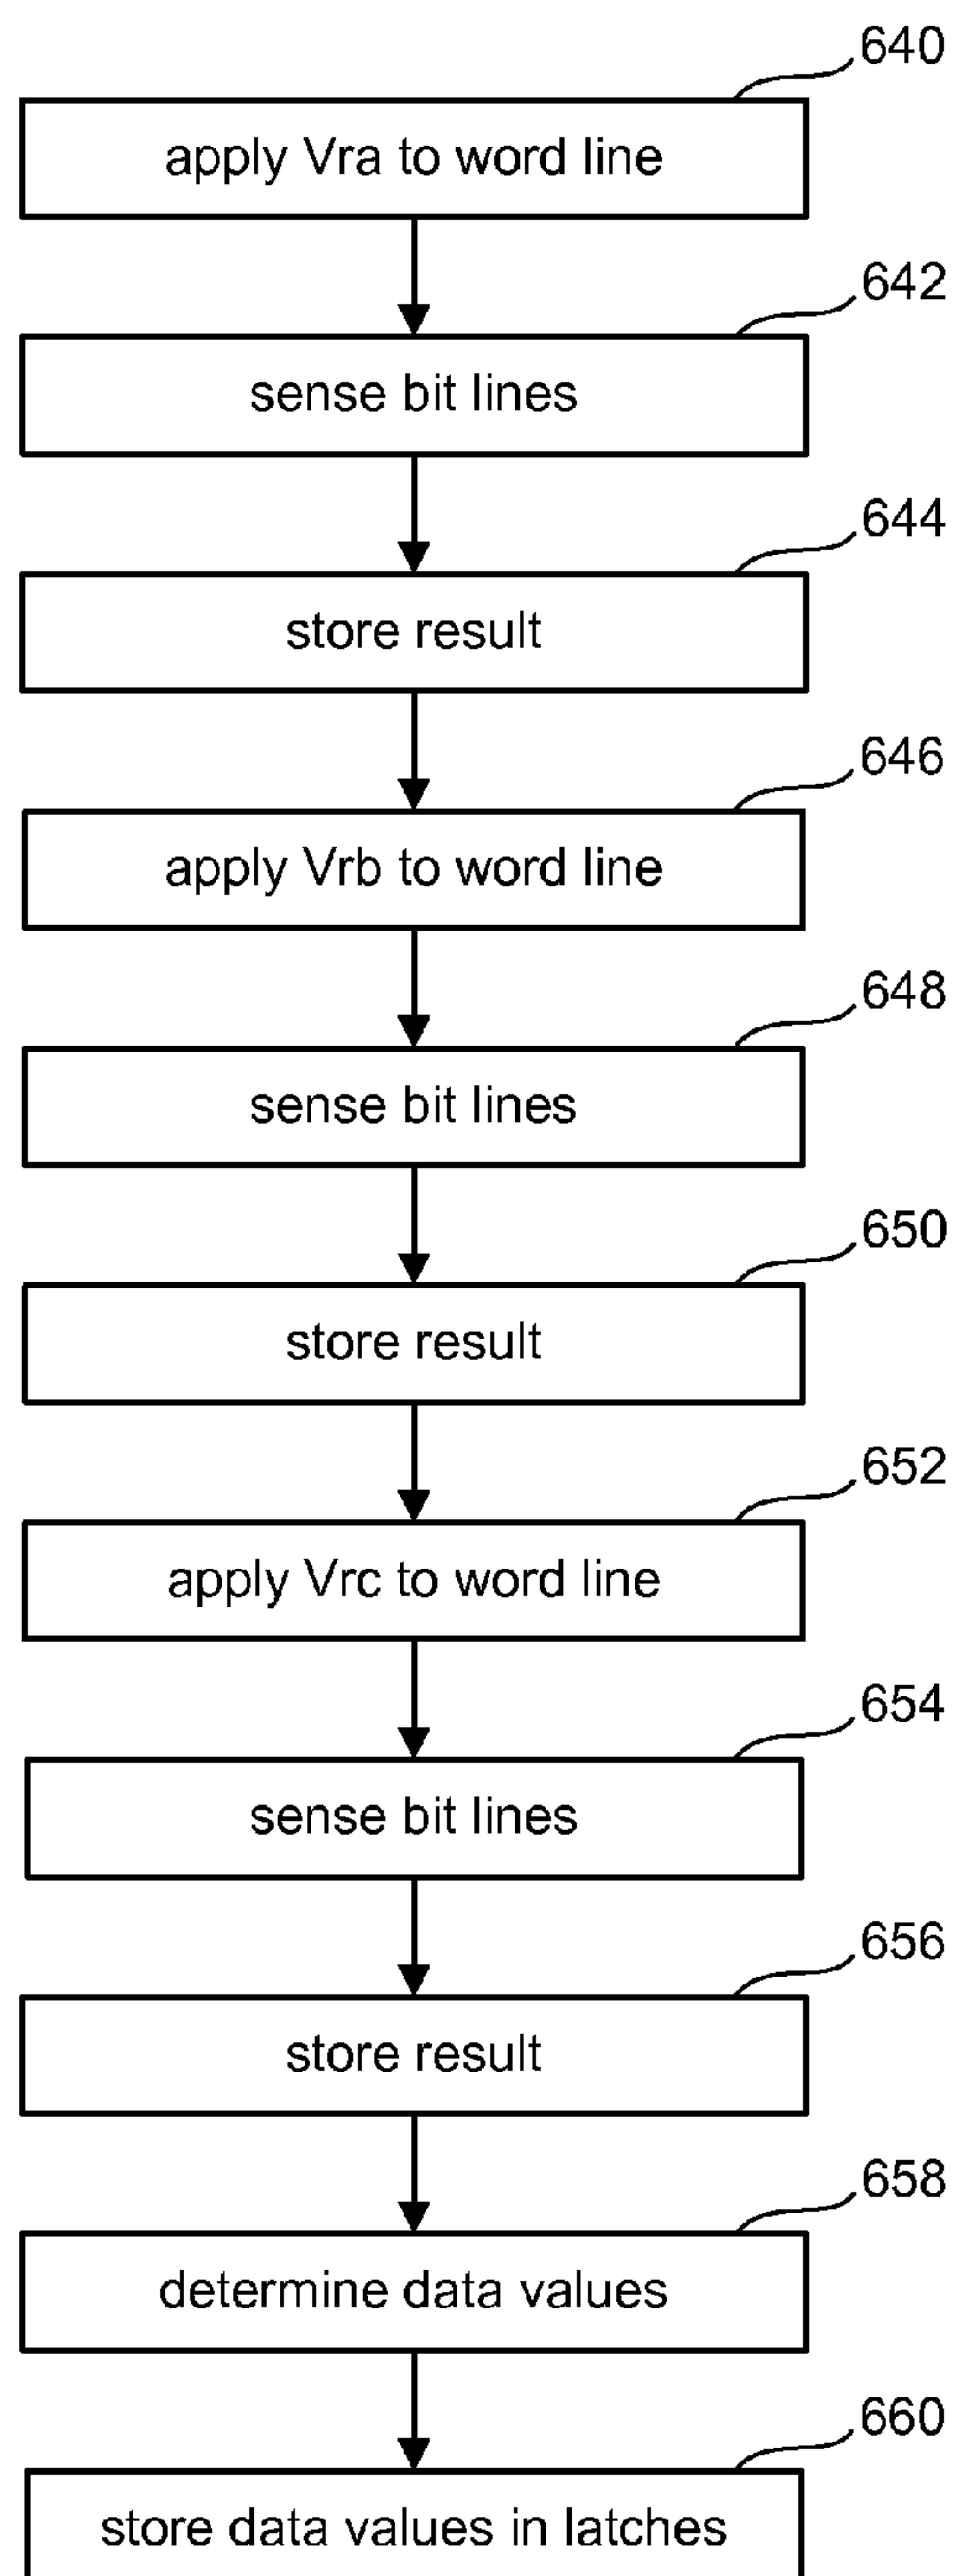 640
apply Vra to word line
642
sense bit lines
644
store result
646
apply Vrb to word line
648
sense bit lines
650
store result
652
apply Vrc to word line
654
sense bit lines
656
store result
658
determine data values
660
store data values in latches